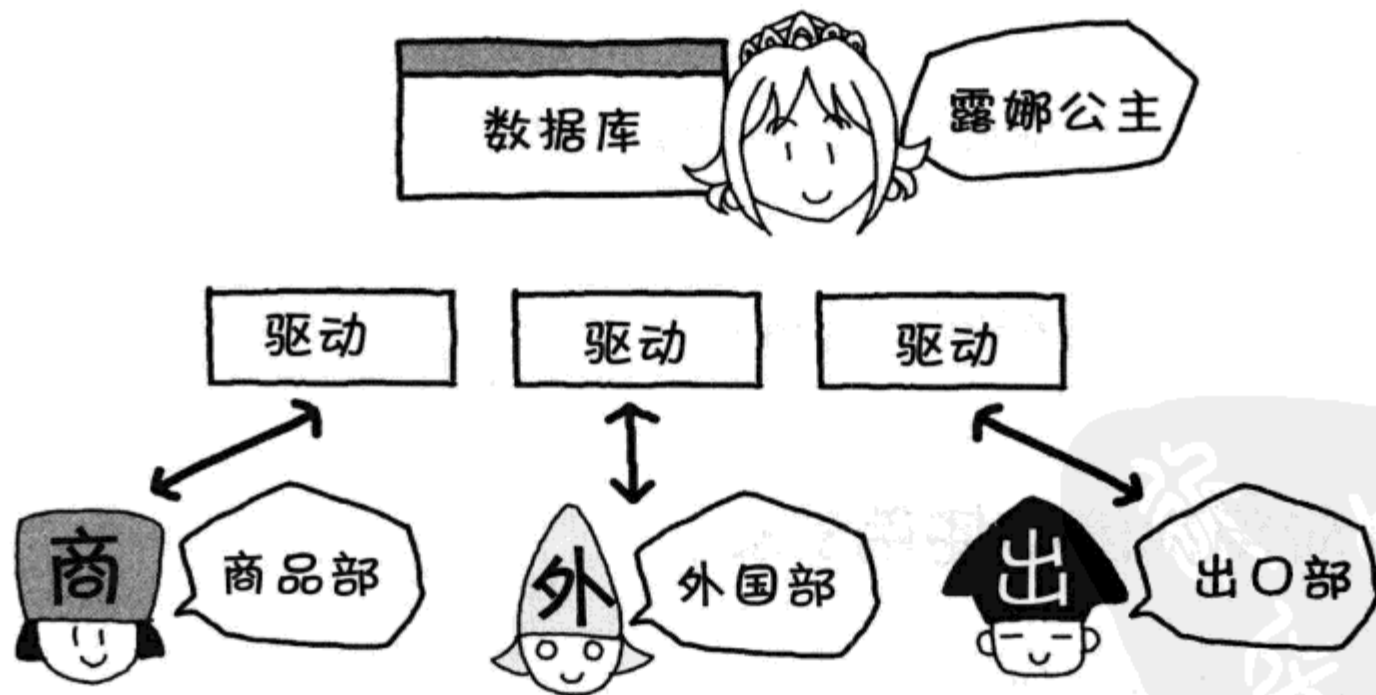 数据库
露娜公主
驱动
驱动
驱动
商
商品部
外
外国部
出
出口部